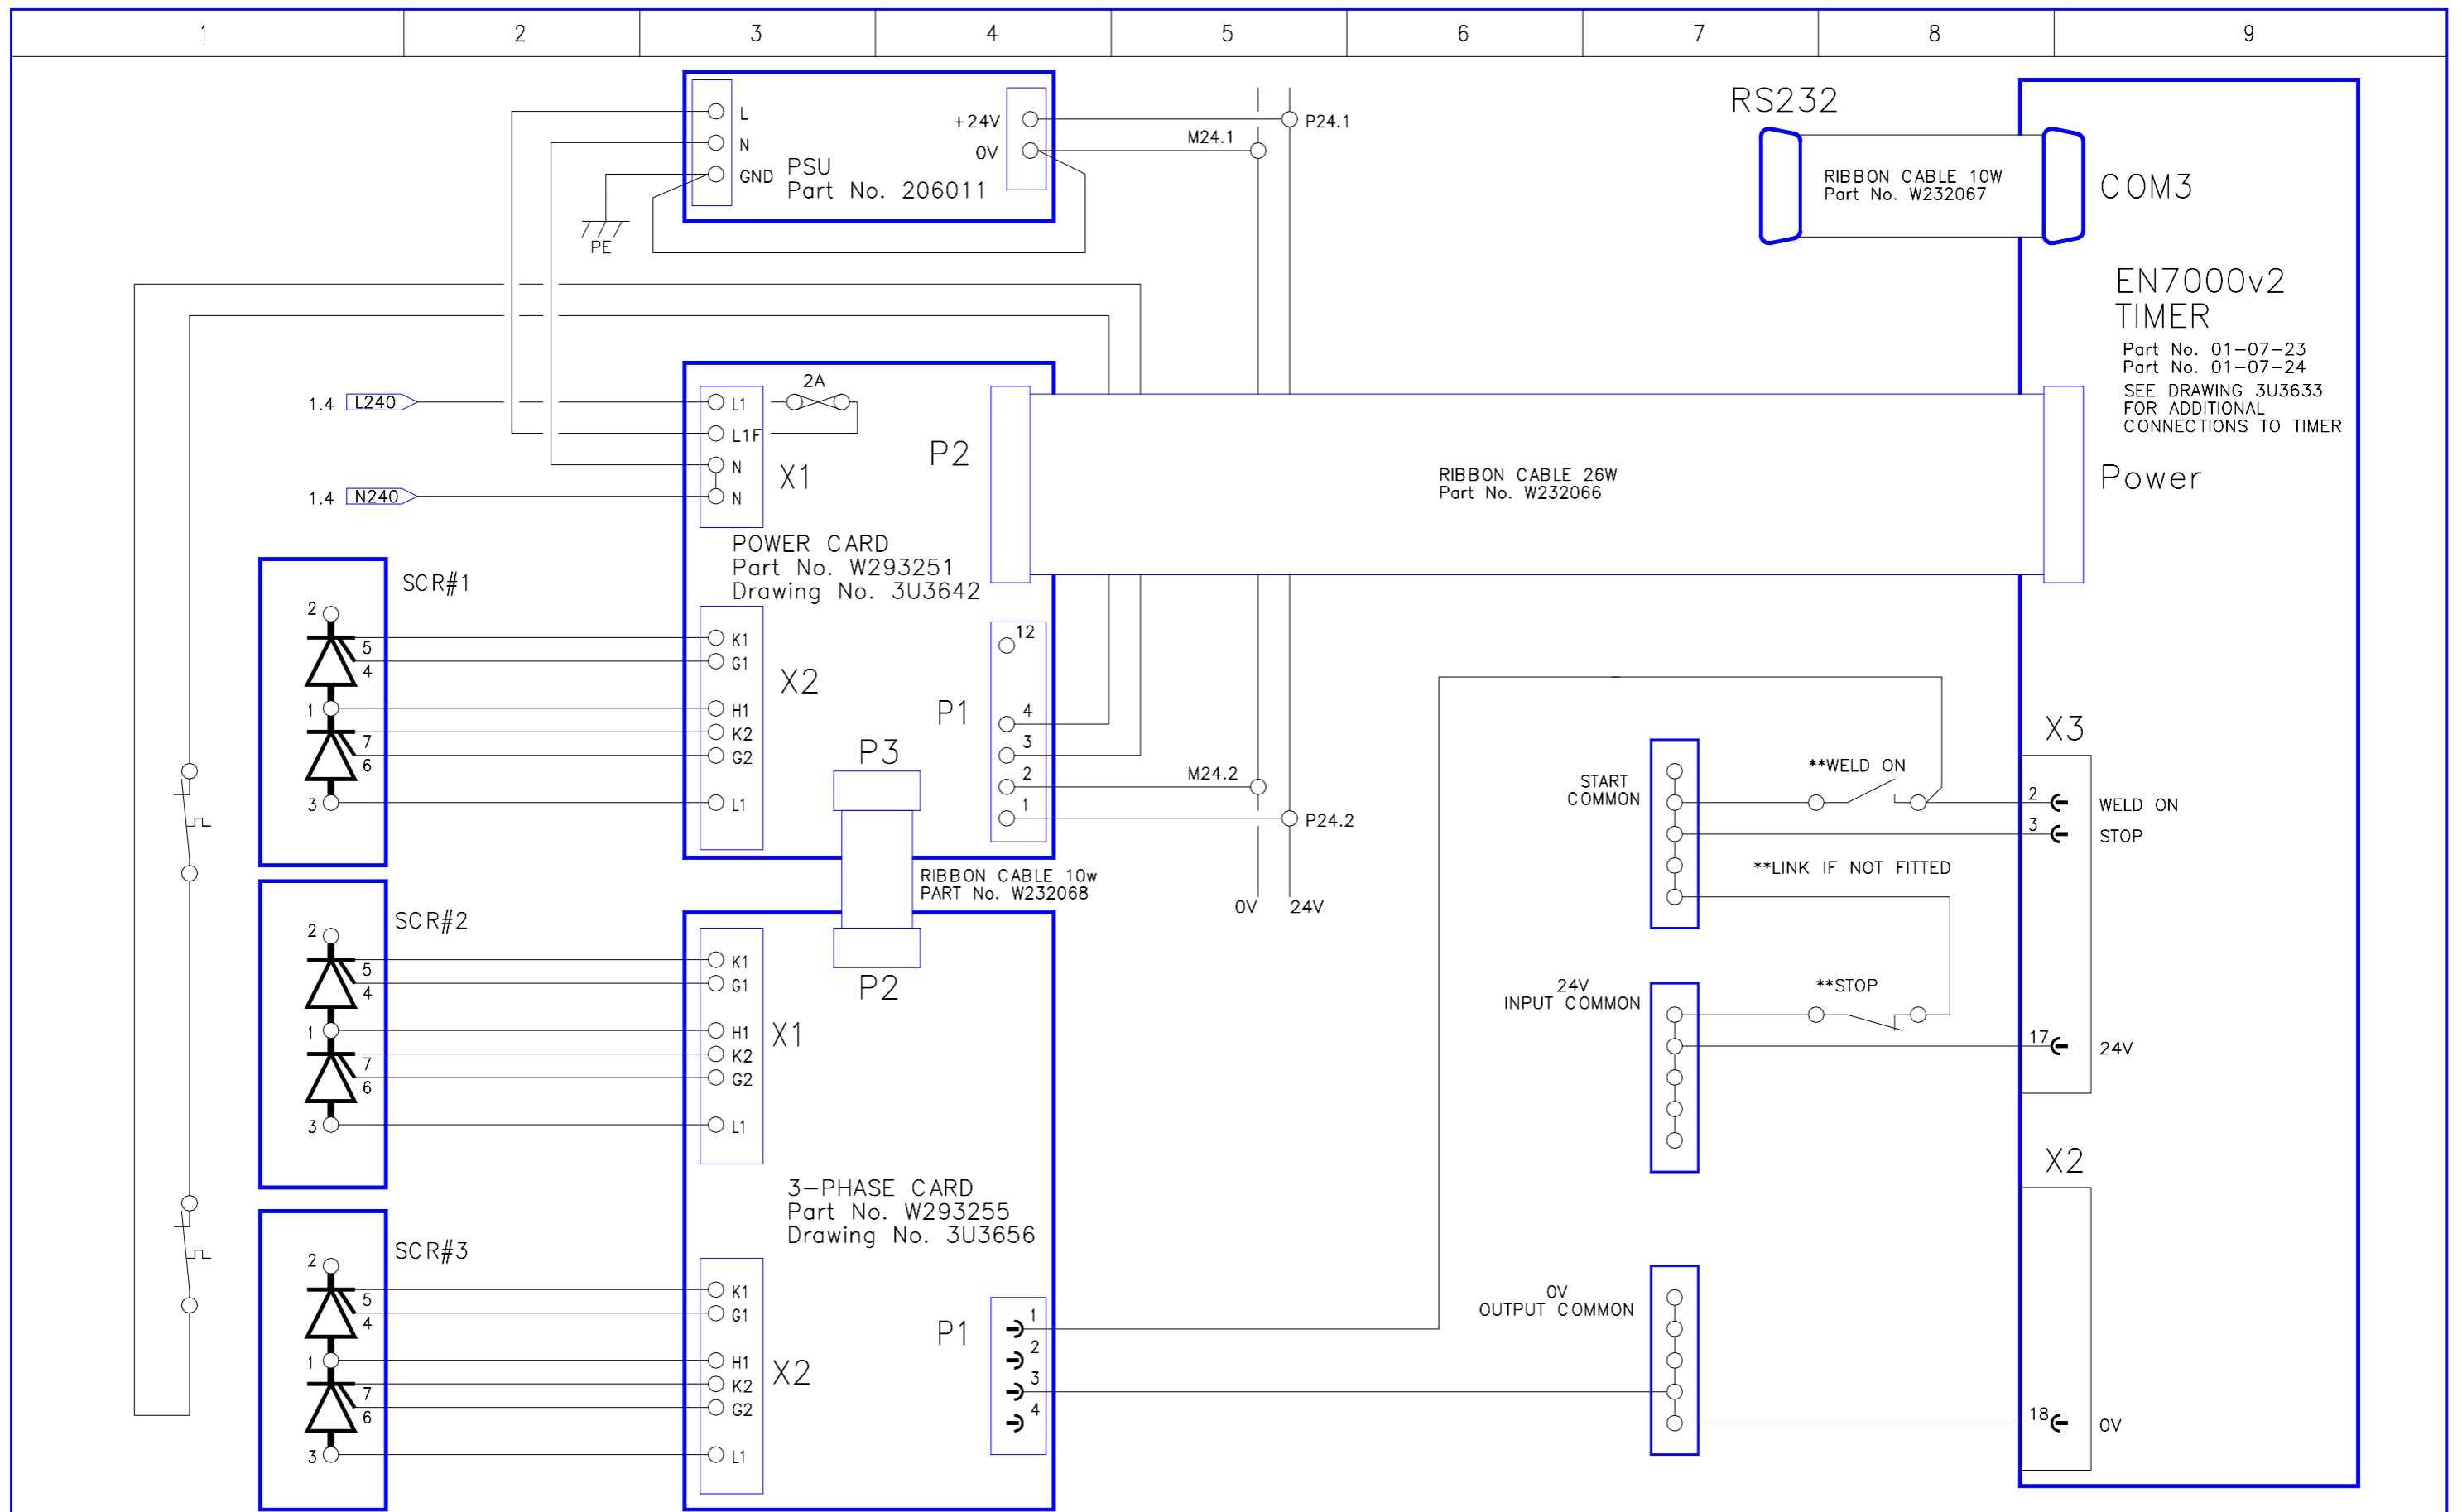 1 2 3 4 5 6 7 8 9
L
N
GND
PSU
Part No. 206011
+24V
0V
M24.1
P24.1
PE
RS232
RIBBON CABLE 10W
Part No. W232067
COM3
EN7000v2
TIMER
Part No. 01-07-23
Part No. 01-07-24
SEE DRAWING 3U3633
FOR ADDITIONAL
CONNECTIONS TO TIMER
Power
1.4 L240
1.4 N240
L1
2A
L1F
N
N
X1
P2
RIBBON CABLE 26W
Part No. W232066
POWER CARD
Part No. W293251
Drawing No. 3U3642
SCR#1
2
5
4
1
7
6
3
K1
G1
H1
K2
G2
L1
X2
P1
12
4
3
2
1
M24.2
P24.2
0V 24V
P3
RIBBON CABLE 10w
PART No. W232068
P2
SCR#2
2
5
4
1
7
6
3
K1
G1
H1
K2
G2
L1
X1
3-PHASE CARD
Part No. W293255
Drawing No. 3U3656
SCR#3
2
5
4
1
7
6
3
K1
G1
H1
K2
G2
L1
X2
P1
1
2
3
4
START
COMMON
**WELD ON
**LINK IF NOT FITTED
24V
INPUT COMMON
**STOP
0V
OUTPUT COMMON
X3
2 WELD ON
3 STOP
17 24V
X2
18 0V